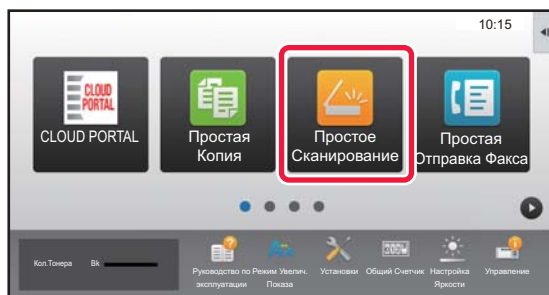 10:15
CLOUD
PORTAL
CLOUD PORTAL
Простая
Копия
Простое
Сканирование
Простая
Отправка Факса
Кол.Тонера Bk
Руководство по
эксплуатации
Режим Увелич.
Показа
Установки
Общий Счетчик
Настройка
Яркости
Управление